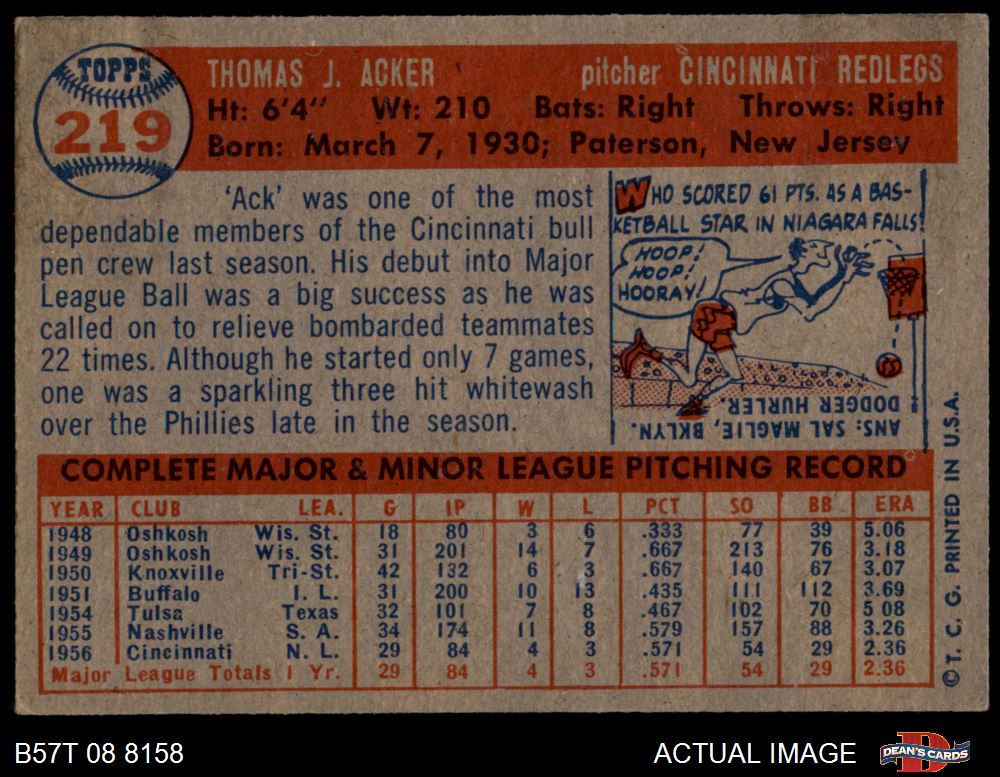 TOPPS
219
THOMAS J. ACKER pitcher CINCINNATI REDLEGS
Ht: 6'4" Wt: 210 Bats: Right Throws: Right
Born: March 7, 1930; Paterson, New Jersey
'Ack' was one of the most
dependable members of the Cincinnati bull
pen crew last season. His debut into Major
League Ball was a big success as he was
called on to relieve bombarded teammates
22 times. Although he started only 7 games,
one was a sparkling three hit whitewash
over the Phillies late in the season.
WHO SCORED 61 PTS. AS A BAS-
KETBALL STAR IN NIAGARA FALLS?
HOOP!
HOOP!
HOORAY!
ANS: SAL MAGLIE, BKLYN.
DODGER HURLER.
COMPLETE MAJOR & MINOR LEAGUE PITCHING RECORD
YEAR CLUB LEA. G IP W L PCT SO BB ERA
1948 Oshkosh Wis. St. 18 80 3 6 .333 77 39 5.06
1949 Oshkosh Wis. St. 31 201 14 7 .667 213 76 3.18
1950 Knoxville Tri-St. 42 132 6 3 .667 140 67 3.07
1951 Buffalo I. L. 31 200 10 13 .435 111 112 3.69
1954 Tulsa Texas 32 101 7 8 .467 102 70 5 08
1955 Nashville S. A. 34 174 11 8 .579 157 88 3.26
1956 Cincinnati N. L. 29 84 4 3 .571 54 29 2.36
Major League Totals 1 Yr. 29 84 4 3 .571 54 29 2.36
©T. C. G. PRINTED IN U.S.A.
B57T 08 8158 ACTUAL IMAGE
DEAN'S CARDS